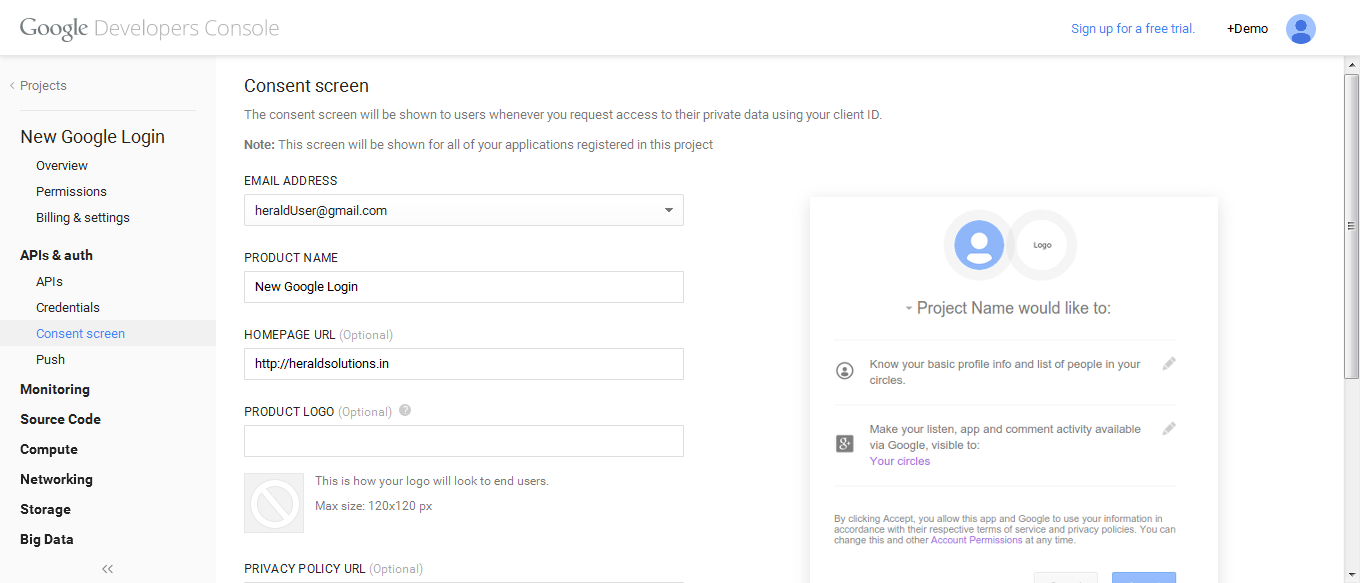 Google Developers Console
Sign up for a free trial.
+Demo
Projects
New Google Login
Overview
Permissions
Billing & settings
APIs & auth
APIs
Credentials
Consent screen
Push
Monitoring
Source Code
Compute
Networking
Storage
Big Data
Consent screen
The consent screen will be shown to users whenever you request access to their private data using your client ID.
Note: This screen will be shown for all of your applications registered in this project
EMAIL ADDRESS
heraldUser@gmail.com
PRODUCT NAME
New Google Login
HOMEPAGE URL (Optional)
http://heraldsolutions.in
PRODUCT LOGO (Optional)
This is how your logo will look to end users.
Max size: 120x120 px
PRIVACY POLICY URL (Optional)
Logo
Project Name would like to:
Know your basic profile info and list of people in your
circles.
Make your listen, app and comment activity available
via Google, visible to:
Your circles
By clicking Accept, you allow this app and Google to use your information in
accordance with their respective terms of service and privacy policies. You can
change this and other Account Permissions at any time.